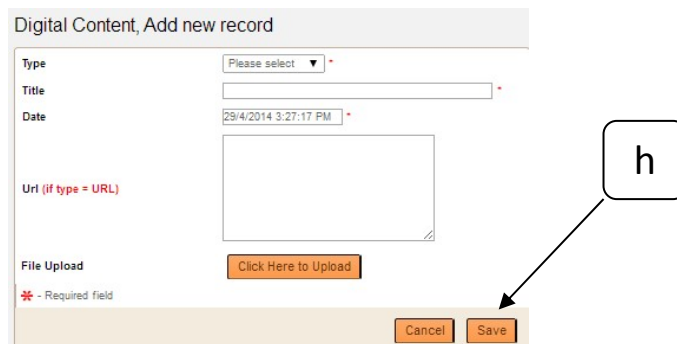 Digital Content, Add new record
Type Please select ▼ *
Title *
Date 29/4/2014 3:27:17 PM *
h
Url (if type = URL)
File Upload Click Here to Upload
* - Required field
Cancel Save